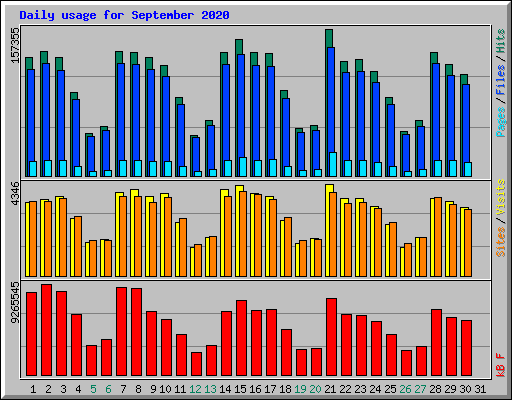 Daily usage for September 2020
157355
Pages / Files / Hits
4346
Sites / Visits
9265545
kB F
1 2 3 4 5 6 7 8 9 10 11 12 13 14 15 16 17 18 19 20 21 22 23 24 25 26 27 28 29 30 31